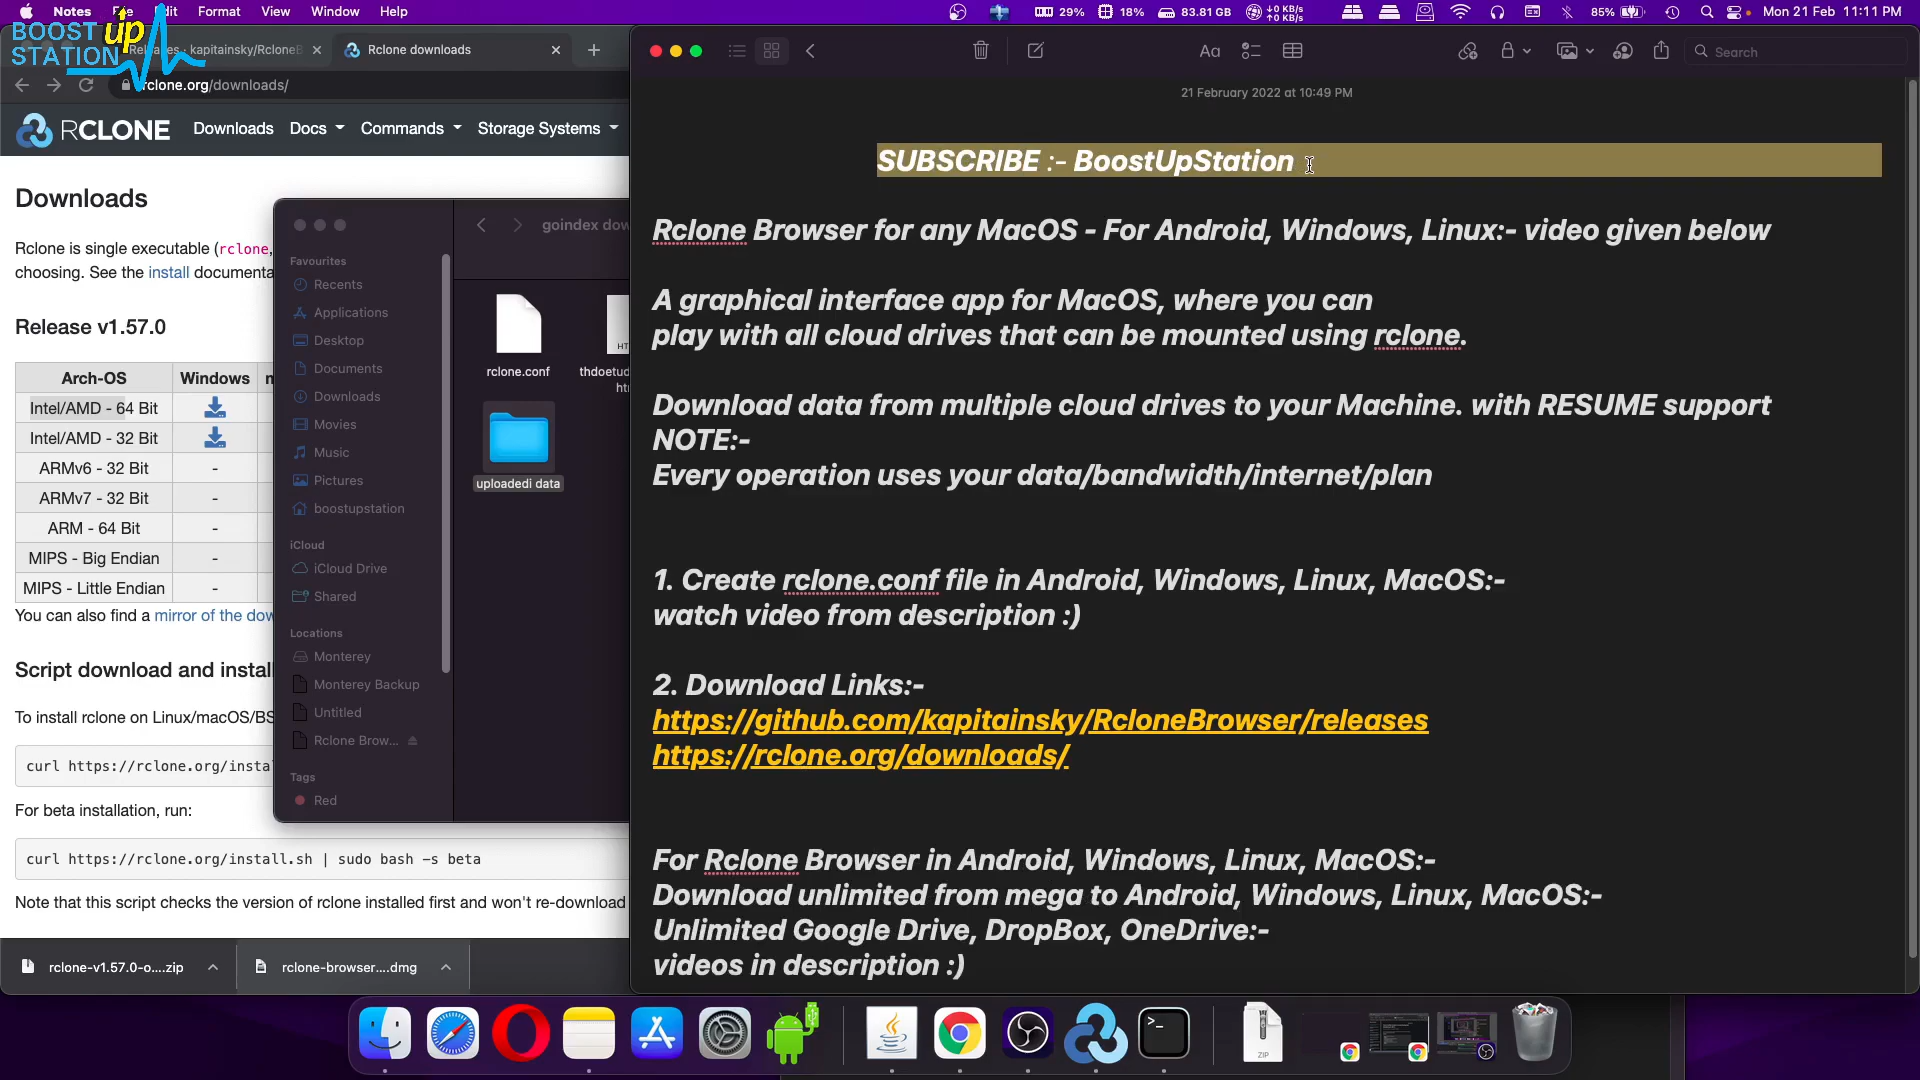 Notes File Edit Format View Window Help
29% 18% 83.81 GB ↓0 KB/s ↑0 KB/s 85% Mon 21 Feb 11:11 PM
BOOST up
STATION
Releases · kapitainsky/RcloneB
Rclone downloads
rclone.org/downloads/
RCLONE Downloads Docs Commands Storage Systems
Downloads
Rclone is single executable (rclone,
choosing. See the install documenta
Release v1.57.0
Arch-OS Windows m
Intel/AMD - 64 Bit
Intel/AMD - 32 Bit
ARMv6 - 32 Bit -
ARMv7 - 32 Bit -
ARM - 64 Bit -
MIPS - Big Endian -
MIPS - Little Endian -
You can also find a mirror of the dow
Script download and instal
To install rclone on Linux/macOS/BS
curl https://rclone.org/insta
For beta installation, run:
curl https://rclone.org/install.sh | sudo bash -s beta
Note that this script checks the version of rclone installed first and won't re-download
rclone-v1.57.0-o....zip
rclone-browser....dmg
goindex dow
Favourites
Recents
Applications
Desktop
Documents
Downloads
Movies
Music
Pictures
boostupstation
iCloud
iCloud Drive
Shared
Locations
Monterey
Monterey Backup
Untitled
Rclone Brow...
Tags
Red
rclone.conf
HT
thdoetud
htm
uploadedi data
Aa
Search
21 February 2022 at 10:49 PM
SUBSCRIBE :- BoostUpStation
Rclone Browser for any MacOS - For Android, Windows, Linux:- video given below
A graphical interface app for MacOS, where you can
play with all cloud drives that can be mounted using rclone.
Download data from multiple cloud drives to your Machine. with RESUME support
NOTE:-
Every operation uses your data/bandwidth/internet/plan
1. Create rclone.conf file in Android, Windows, Linux, MacOS:-
watch video from description :)
2. Download Links:-
https://github.com/kapitainsky/RcloneBrowser/releases
https://rclone.org/downloads/
For Rclone Browser in Android, Windows, Linux, MacOS:-
Download unlimited from mega to Android, Windows, Linux, MacOS:-
Unlimited Google Drive, DropBox, OneDrive:-
videos in description :)
ZIP